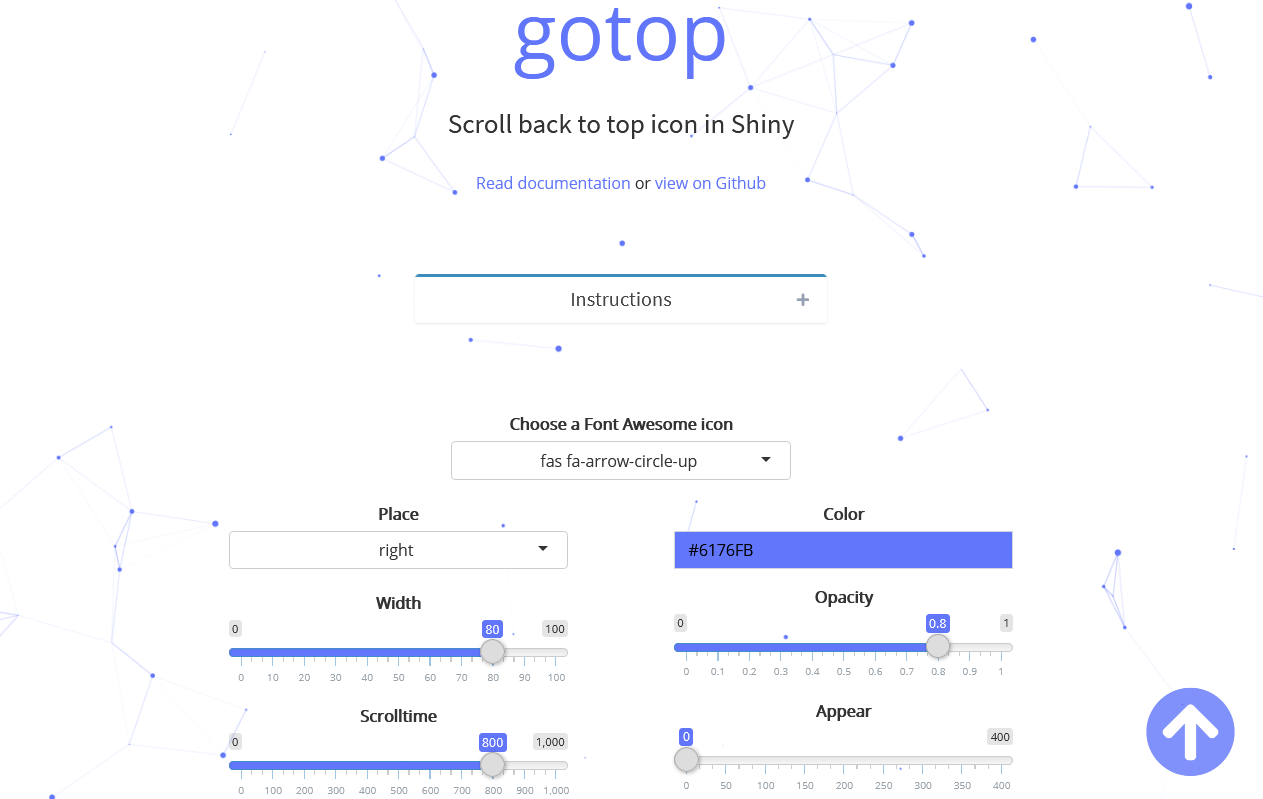 gotop
Scroll back to top icon in Shiny
Read documentation or view on Github
Instructions
Choose a Font Awesome icon
fas fa-arrow-circle-up
Place
right
Color
#6176FB
Width
0 80 100
0 10 20 30 40 50 60 70 80 90 100
Opacity
0 0.8 1
0 0.1 0.2 0.3 0.4 0.5 0.6 0.7 0.8 0.9 1
Scrolltime
0 800 1,000
0 100 200 300 400 500 600 700 800 900 1,000
Appear
0 400
0 50 100 150 200 250 300 350 400